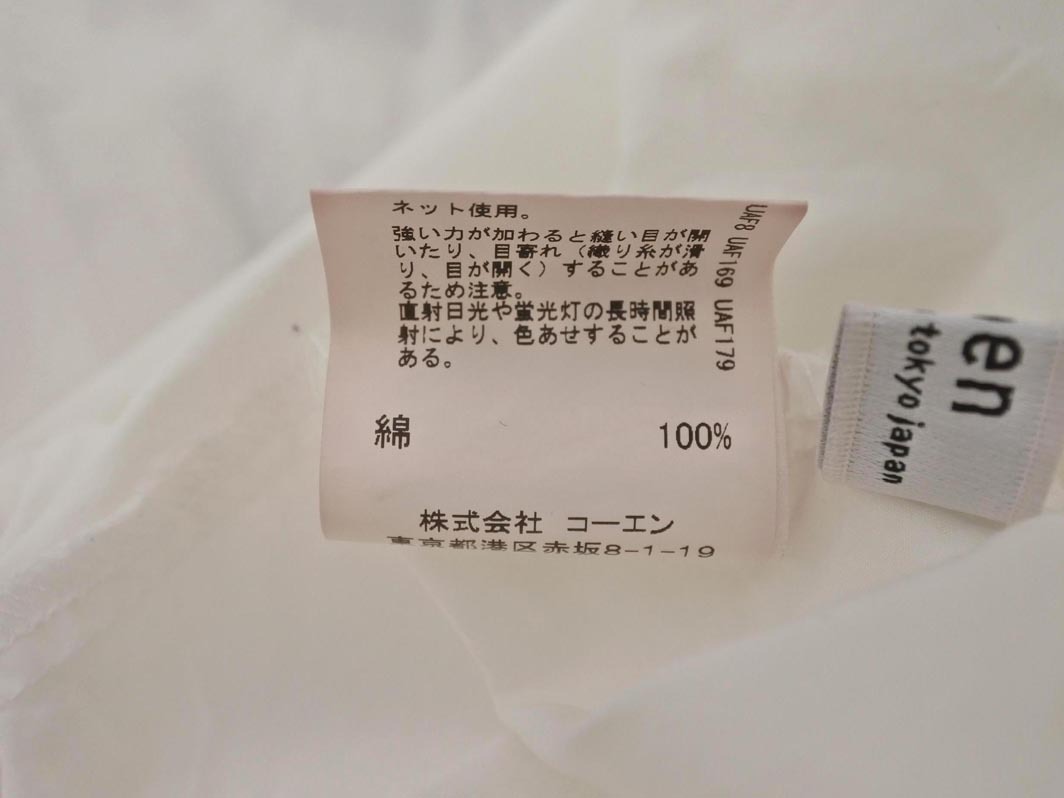 ネット使用。
強い力が加わると縫い目が開
いたり、目寄れ（織り糸が滑
り、目が開く）することがあ
るため注意。
直射日光や蛍光灯の長時間照
射により、色あせすることが
ある。
UAF8 UAF169 UAF179
綿 100%
株式会社 コーエン
東京都港区赤坂8-1-19
en
tokyo japan